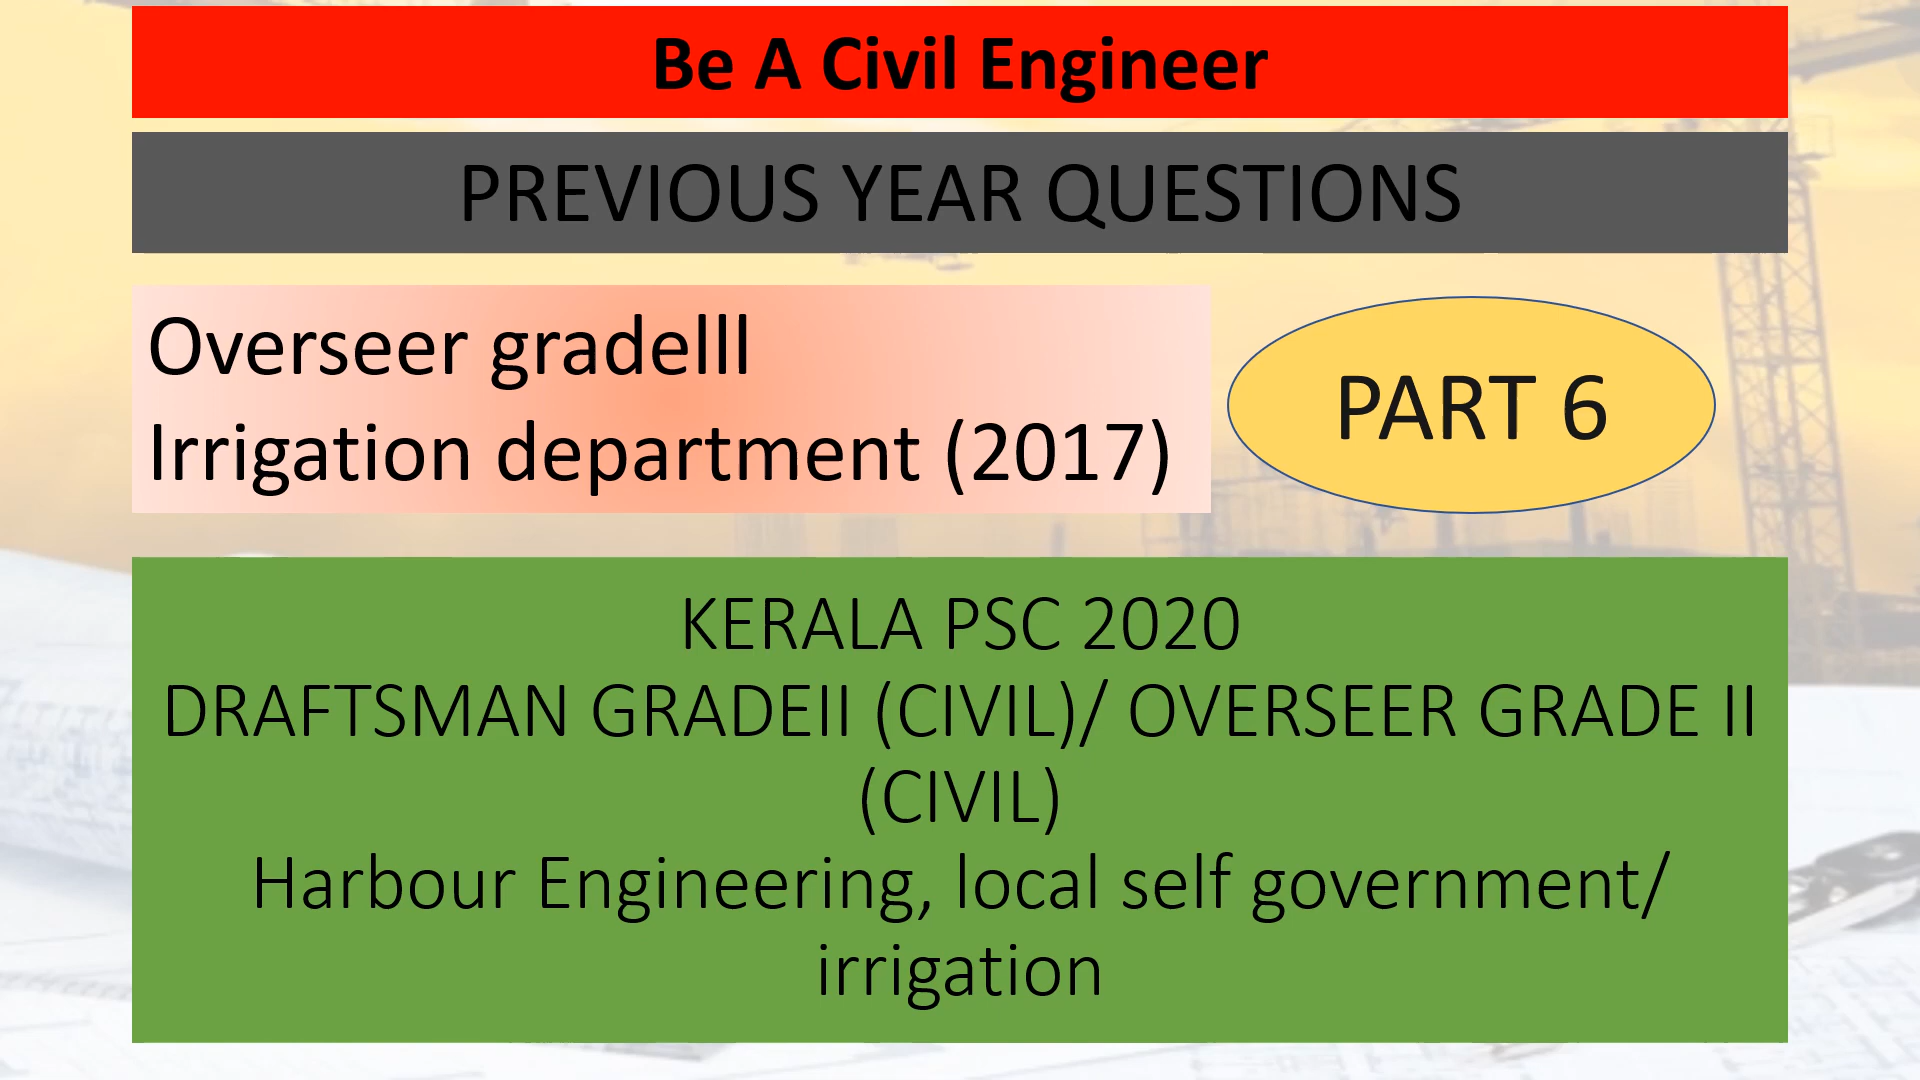 Be A Civil Engineer
PREVIOUS YEAR QUESTIONS
Overseer gradelll
Irrigation department (2017)
PART 6
KERALA PSC 2020
DRAFTSMAN GRADEII (CIVIL)/ OVERSEER GRADE II
(CIVIL)
Harbour Engineering, local self government/
irrigation